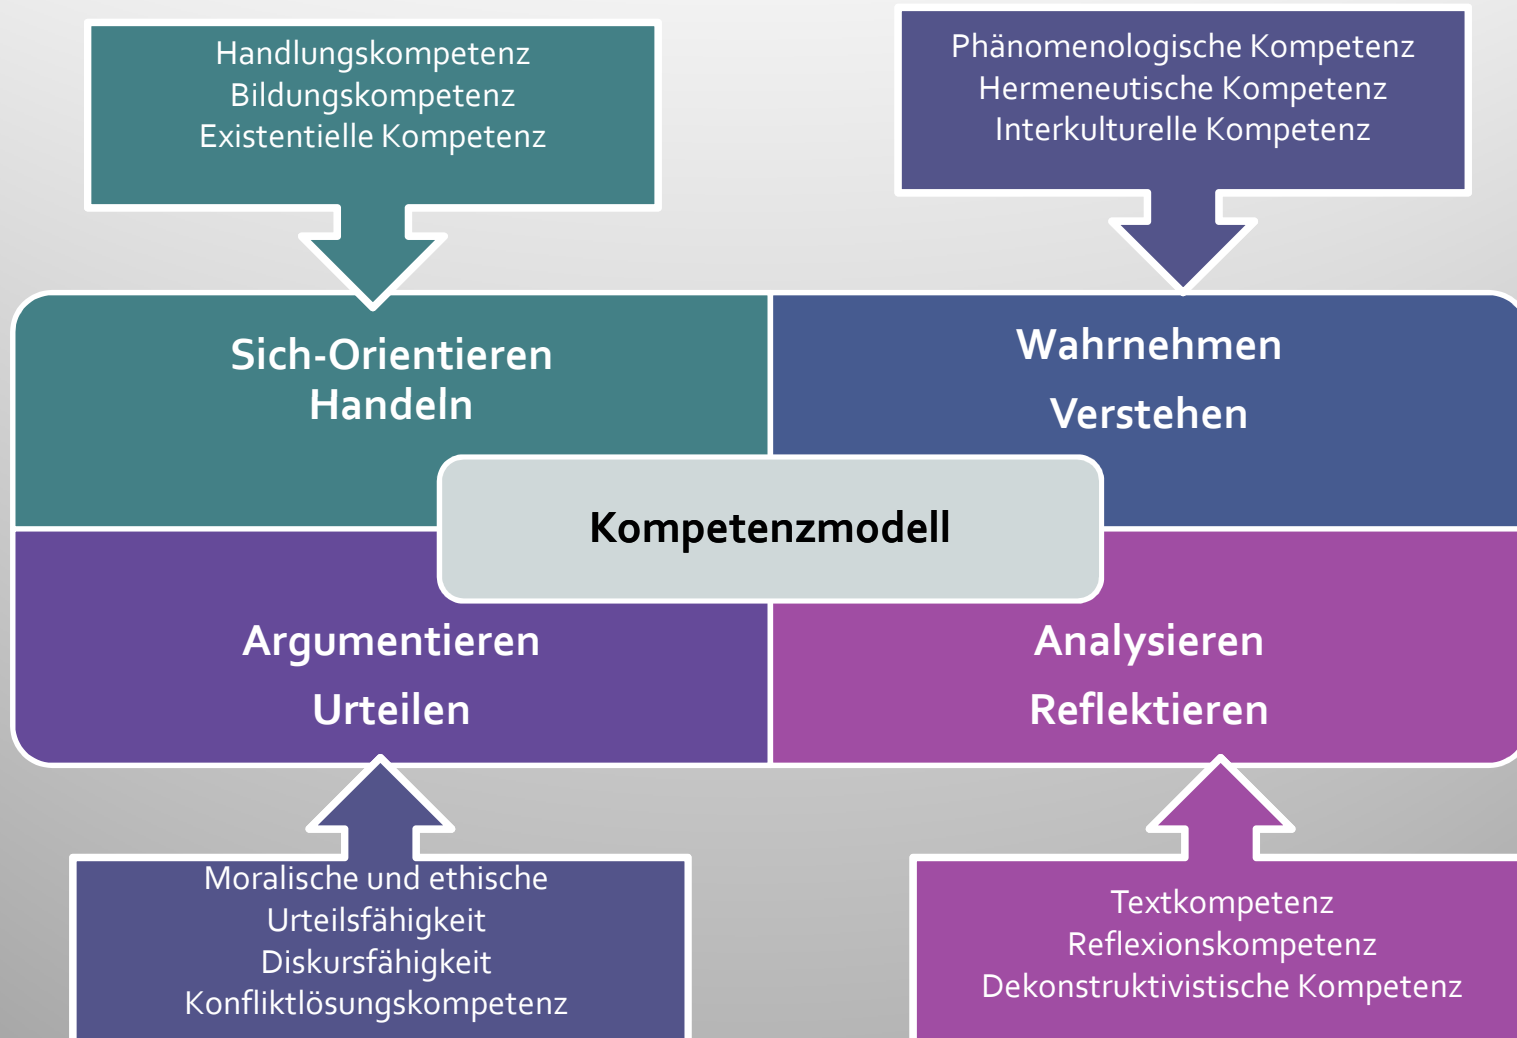 Handlungskompetenz
Bildungskompetenz
Existentielle Kompetenz
Phänomenologische Kompetenz
Hermeneutische Kompetenz
Interkulturelle Kompetenz
Sich-Orientieren
Handeln
Wahrnehmen
Verstehen
Kompetenzmodell
Argumentieren
Urteilen
Analysieren
Reflektieren
Moralische und ethische
Urteilsfähigkeit
Diskursfähigkeit
Konfliktlösungskompetenz
Textkompetenz
Reflexionskompetenz
Dekonstruktivistische Kompetenz